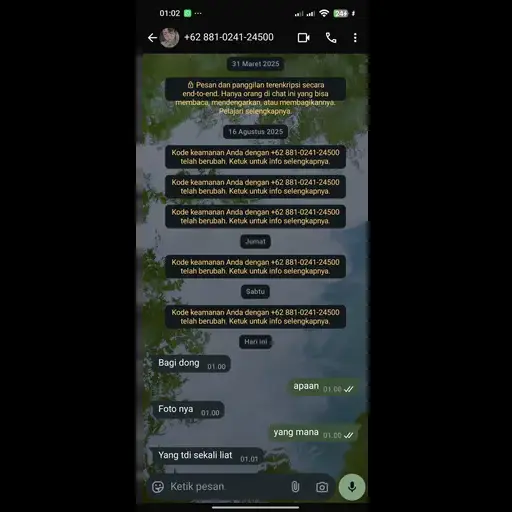 01:02
24+
+62 881-0241-24500
31 Maret 2025
Pesan dan panggilan terenkripsi secara
end-to-end. Hanya orang di chat ini yang bisa
membaca, mendengarkan, atau membagikannya.
Pelajari selengkapnya.
16 Agustus 2025
Kode keamanan Anda dengan +62 881-0241-24500
telah berubah. Ketuk untuk info selengkapnya.
Kode keamanan Anda dengan +62 881-0241-24500
telah berubah. Ketuk untuk info selengkapnya.
Kode keamanan Anda dengan +62 881-0241-24500
telah berubah. Ketuk untuk info selengkapnya.
Jumat
Kode keamanan Anda dengan +62 881-0241-24500
telah berubah. Ketuk untuk info selengkapnya.
Sabtu
Kode keamanan Anda dengan +62 881-0241-24500
telah berubah. Ketuk untuk info selengkapnya.
Hari ini
Bagi dong 01.00
apaan 01.00
Foto nya 01.00
yang mana 01.00
Yang tdi sekali liat 01.01
Ketik pesan